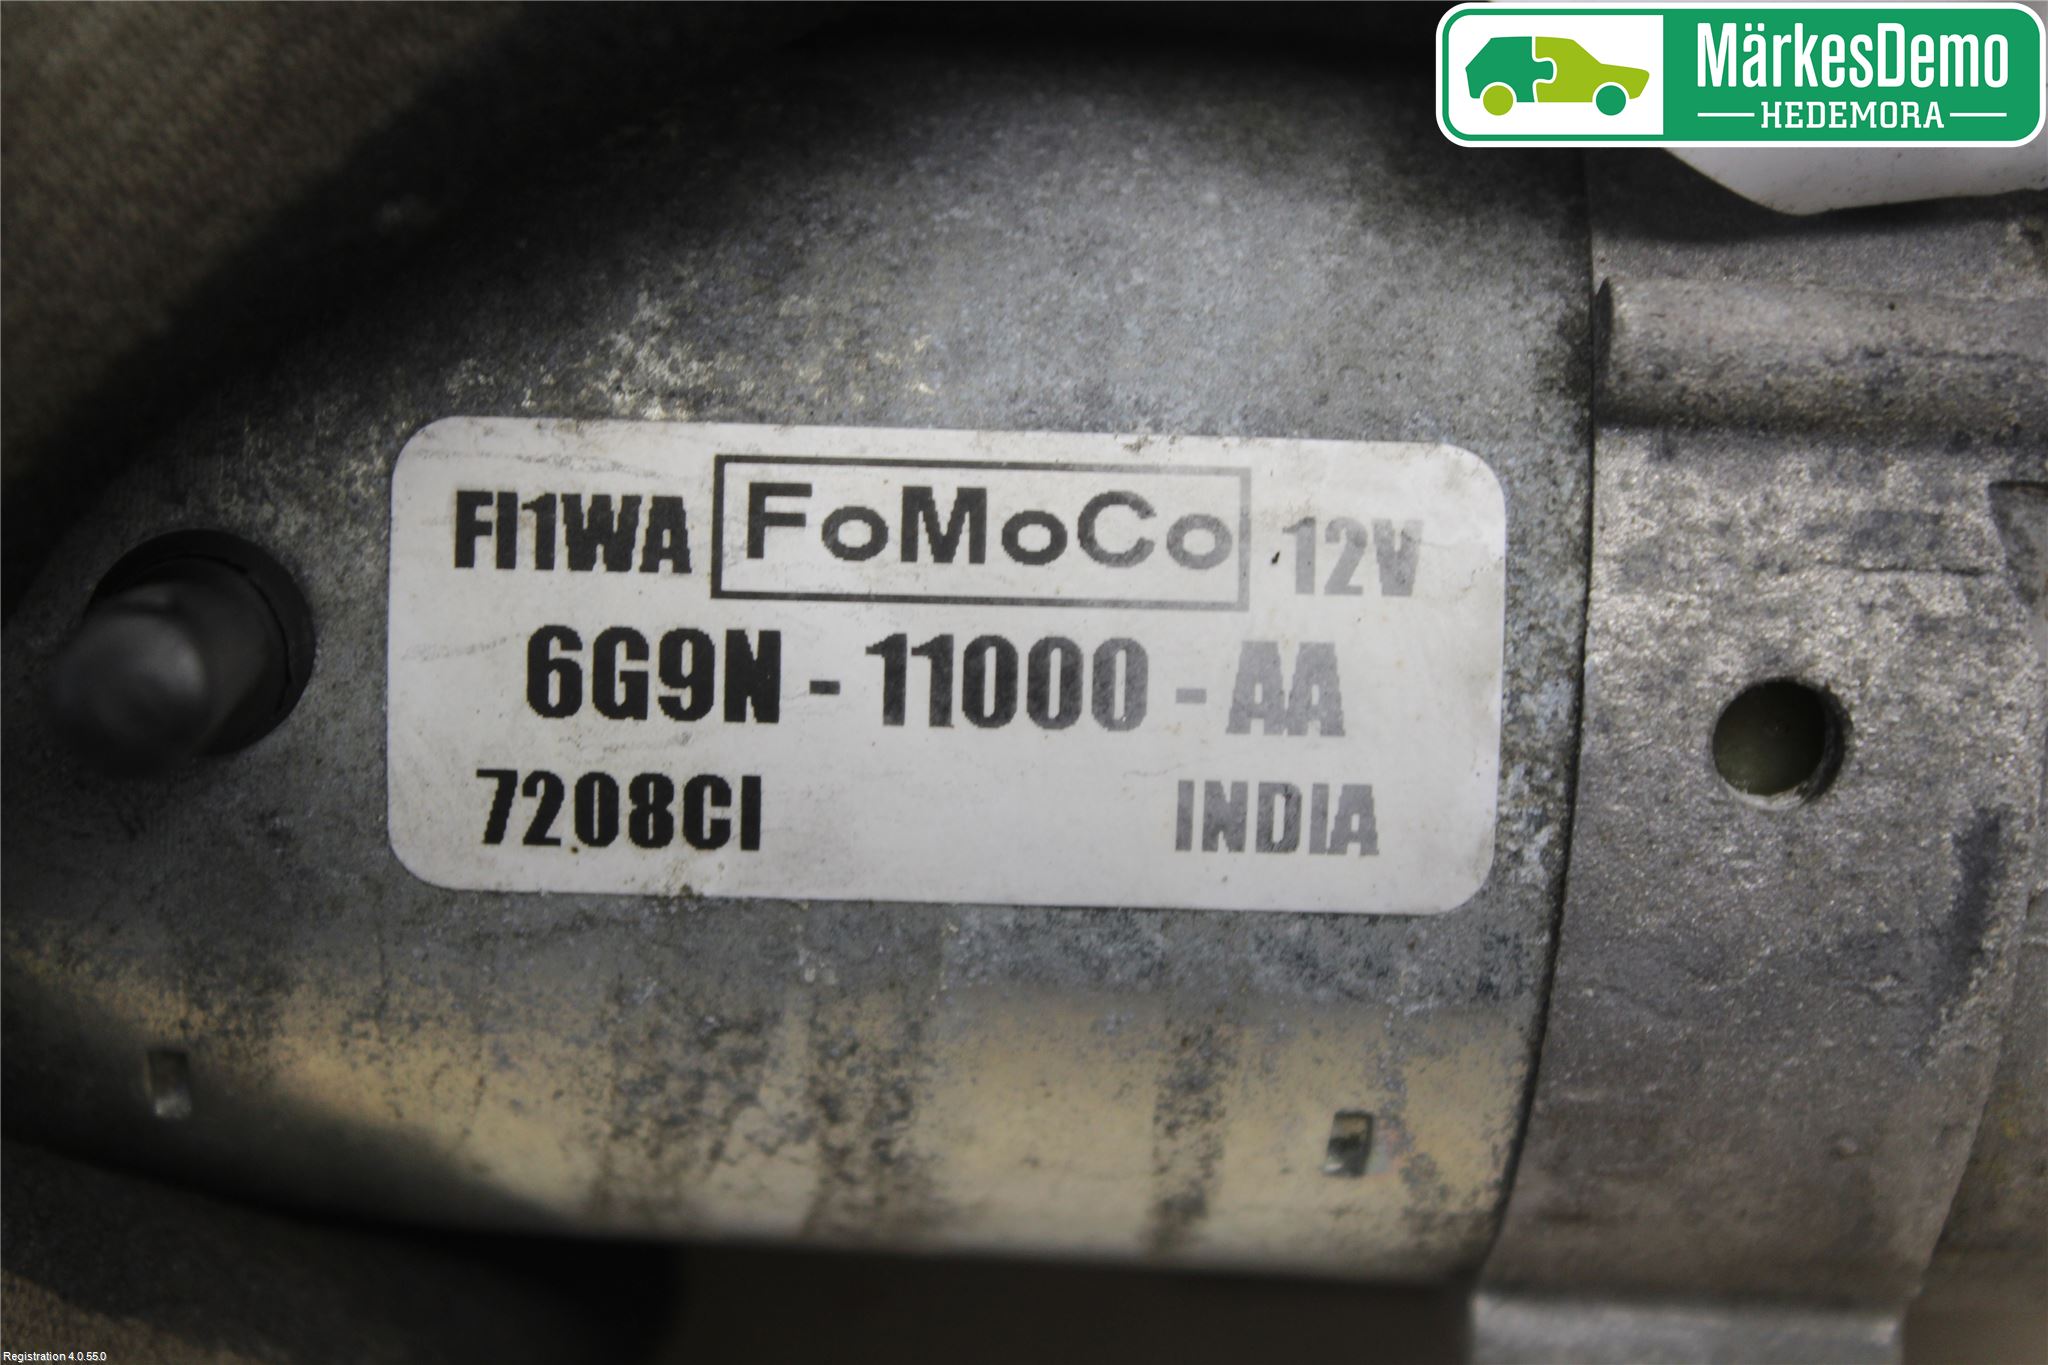 MärkesDemo
HEDEMORA
FI1WA FoMoCo 12V
6G9N - 11000 - AA
7208CI INDIA
Registration 4.0.55.0